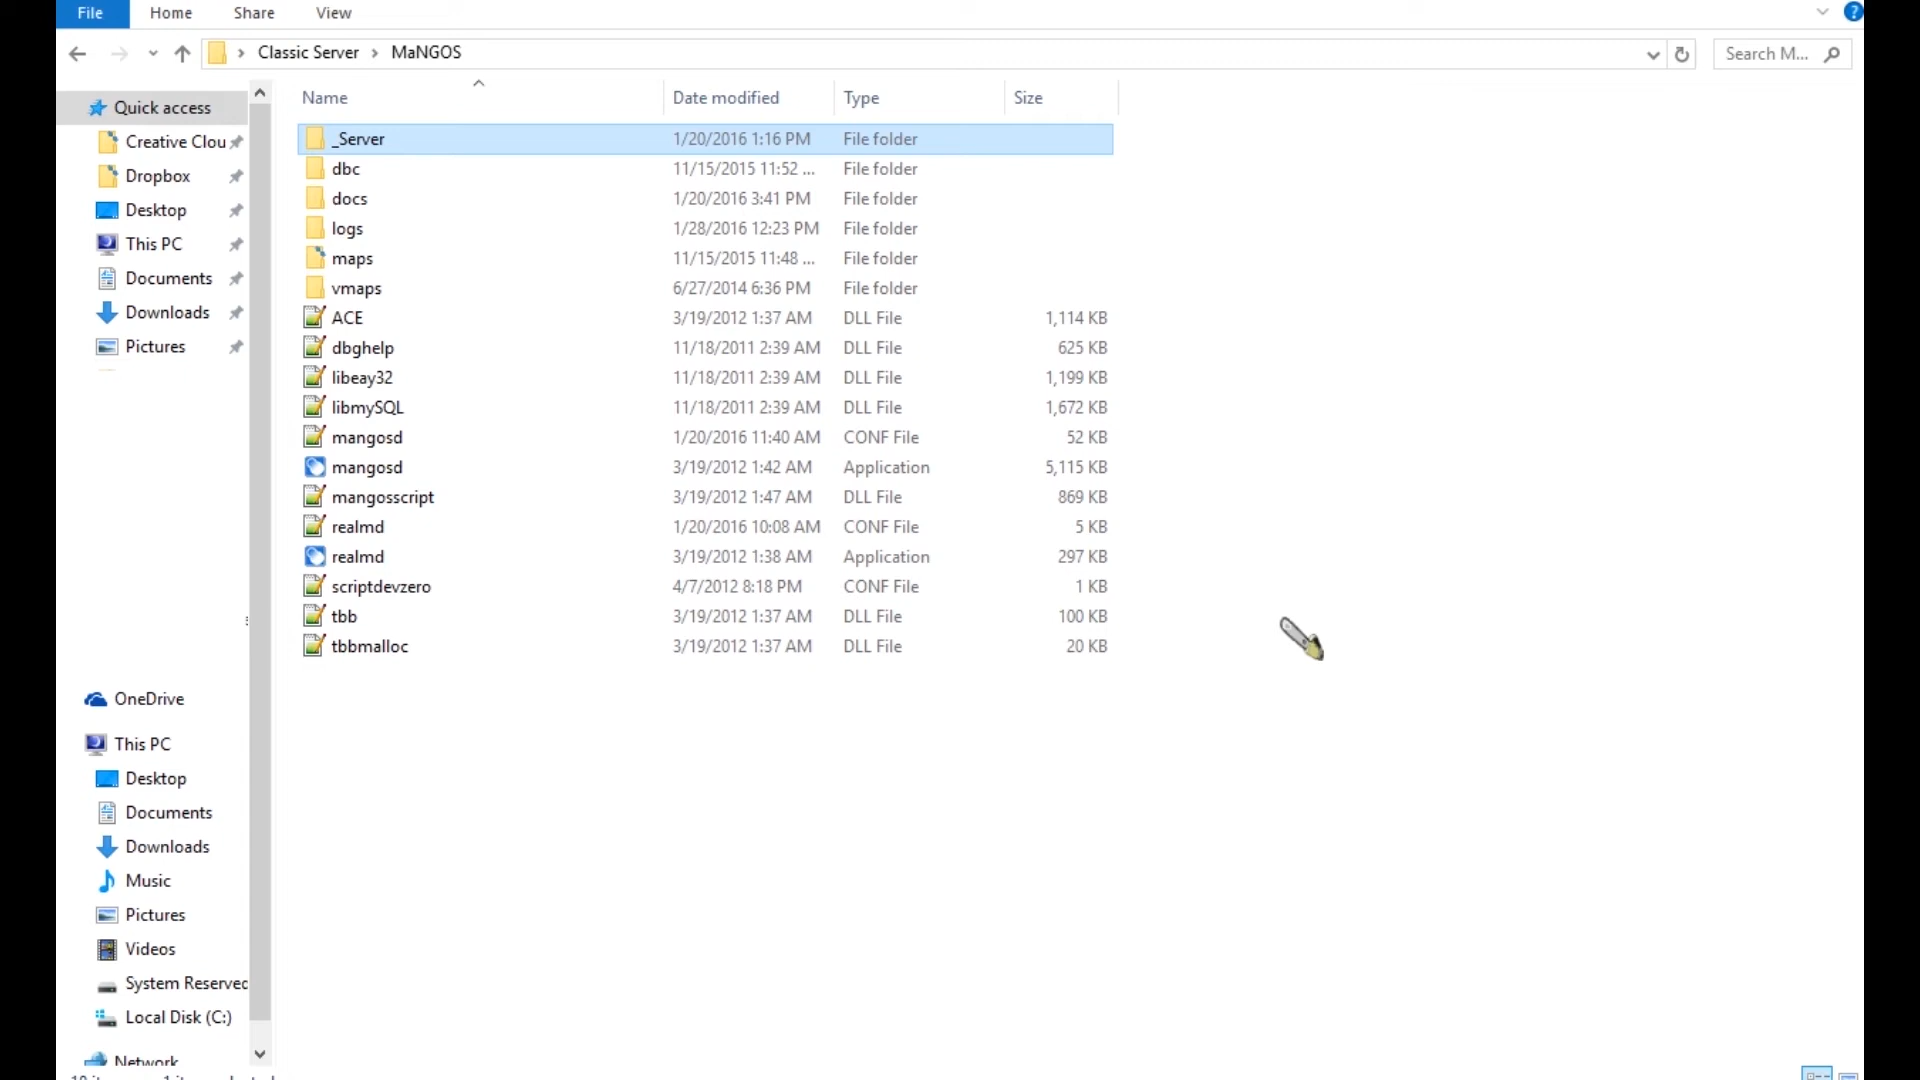 File Home Share View
Classic Server > MaNGOS
Search M...
Name Date modified Type Size
Quick access
Creative Clou
Dropbox
Desktop
This PC
Documents
Downloads
Pictures
OneDrive
This PC
Desktop
Documents
Downloads
Music
Pictures
Videos
System Reserved
Local Disk (C:)
Network
_Server 1/20/2016 1:16 PM File folder
dbc 11/15/2015 11:52 ... File folder
docs 1/20/2016 3:41 PM File folder
logs 1/28/2016 12:23 PM File folder
maps 11/15/2015 11:48 ... File folder
vmaps 6/27/2014 6:36 PM File folder
ACE 3/19/2012 1:37 AM DLL File 1,114 KB
dbghelp 11/18/2011 2:39 AM DLL File 625 KB
libeay32 11/18/2011 2:39 AM DLL File 1,199 KB
libmySQL 11/18/2011 2:39 AM DLL File 1,672 KB
mangosd 1/20/2016 11:40 AM CONF File 52 KB
mangosd 3/19/2012 1:42 AM Application 5,115 KB
mangosscript 3/19/2012 1:47 AM DLL File 869 KB
realmd 1/20/2016 10:08 AM CONF File 5 KB
realmd 3/19/2012 1:38 AM Application 297 KB
scriptdevzero 4/7/2012 8:18 PM CONF File 1 KB
tbb 3/19/2012 1:37 AM DLL File 100 KB
tbbmalloc 3/19/2012 1:37 AM DLL File 20 KB